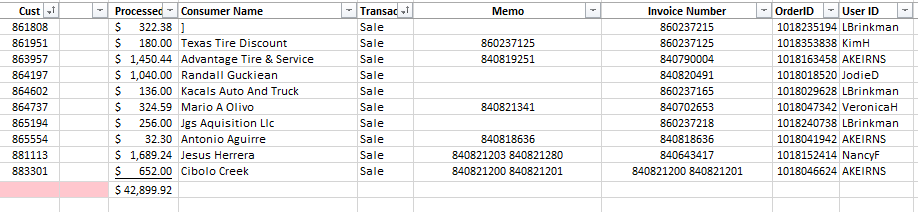 Cust Processed Consumer Name Transac Memo Invoice Number OrderID User ID
861808 $ 322.38 ] Sale 860237215 1018235194 LBrinkman
861951 $ 180.00 Texas Tire Discount Sale 860237125 860237125 1018353838 KimH
863957 $ 1,450.44 Advantage Tire & Service Sale 840819251 840790004 1018163458 AKEIRNS
864197 $ 1,040.00 Randall Guckiean Sale 840820491 1018018520 JodieD
864602 $ 136.00 Kacals Auto And Truck Sale 860237165 1018029628 LBrinkman
864737 $ 324.59 Mario A Olivo Sale 840821341 840702653 1018047342 VeronicaH
865194 $ 256.00 Jgs Aquisition Llc Sale 860237218 1018240738 LBrinkman
865554 $ 32.30 Antonio Aguirre Sale 840818636 840818636 1018041942 AKEIRNS
881113 $ 1,689.24 Jesus Herrera Sale 840821203 840821280 840643417 1018152414 NancyF
883301 $ 652.00 Cibolo Creek Sale 840821200 840821201 840821200 840821201 1018046624 AKEIRNS
$ 42,899.92